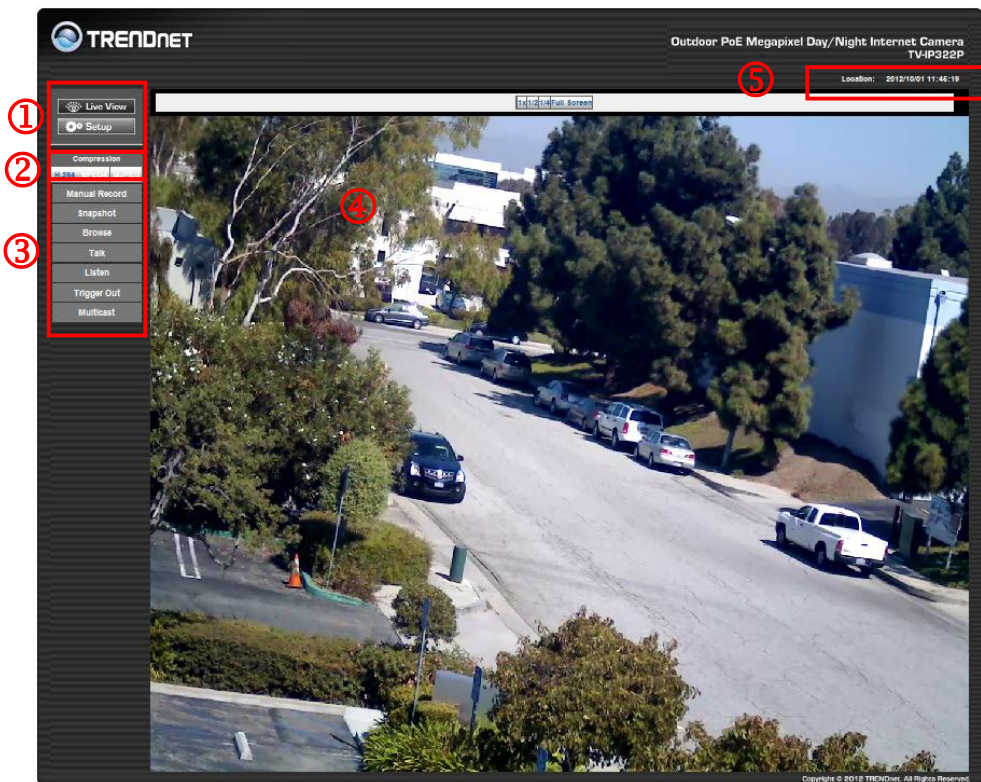 TRENDNET
Outdoor PoE Megapixel Day/Night Internet Camera
TV-IP322P
⑤
Location: 2012/10/01 11:46:19
①
Live View
Setup
1x 1/2 1/4 Full Screen
②
Compression
H.264
③
Manual Record
Snapshot
Browse
Talk
Listen
Trigger Out
Multicast
④
Copyright © 2012 TRENDnet. All Rights Reserved.